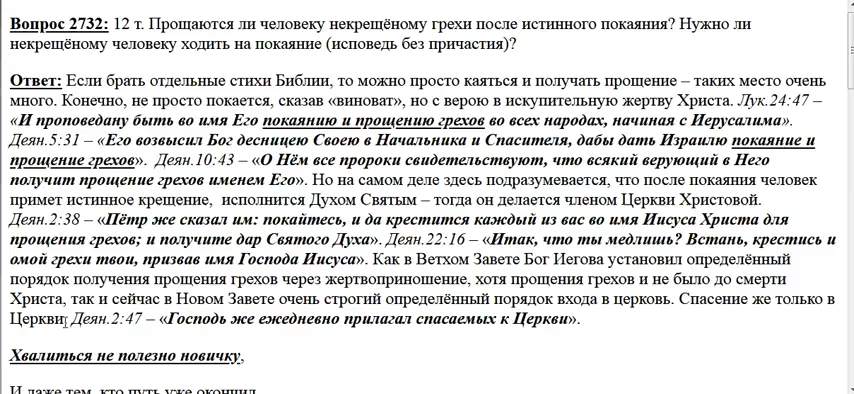 Вопрос 2732: 12 т. Прощаются ли человеку некрещёному грехи после истинного покаяния? Нужно ли
некрещёному человеку ходить на покаяние (исповедь без причастия)?
Ответ: Если брать отдельные стихи Библии, то можно просто каяться и получать прощение – таких место очень
много. Конечно, не просто покается, сказав «виноват», но с верою в искупительную жертву Христа. Лук.24:47 –
«И проповедану быть во имя Его покаянию и прощению грехов во всех народах, начиная с Иерусалима».
Деян.5:31 – «Его возвысил Бог десницею Своею в Начальника и Спасителя, дабы дать Израилю покаяние и
прощение грехов». Деян.10:43 – «О Нём все пророки свидетельствуют, что всякий верующий в Него
получит прощение грехов именем Его». Но на самом деле здесь подразумевается, что после покаяния человек
примет истинное крещение, исполнится Духом Святым – тогда он делается членом Церкви Христовой.
Деян.2:38 – «Пётр же сказал им: покайтесь, и да крестится каждый из вас во имя Иисуса Христа для
прощения грехов; и получите дар Святого Духа». Деян.22:16 – «Итак, что ты медлишь? Встань, крестись и
омой грехи твои, призвав имя Господа Иисуса». Как в Ветхом Завете Бог Иегова установил определённый
порядок получения прощения грехов через жертвоприношение, хотя прощения грехов и не было до смерти
Христа, так и сейчас в Новом Завете очень строгий определённый порядок входа в церковь. Спасение же только в
Церкви. Деян.2:47 – «Господь же ежедневно прилагал спасаемых к Церкви».
Хвалиться не полезно новичку,
И даже тем, кто путь уже окончил